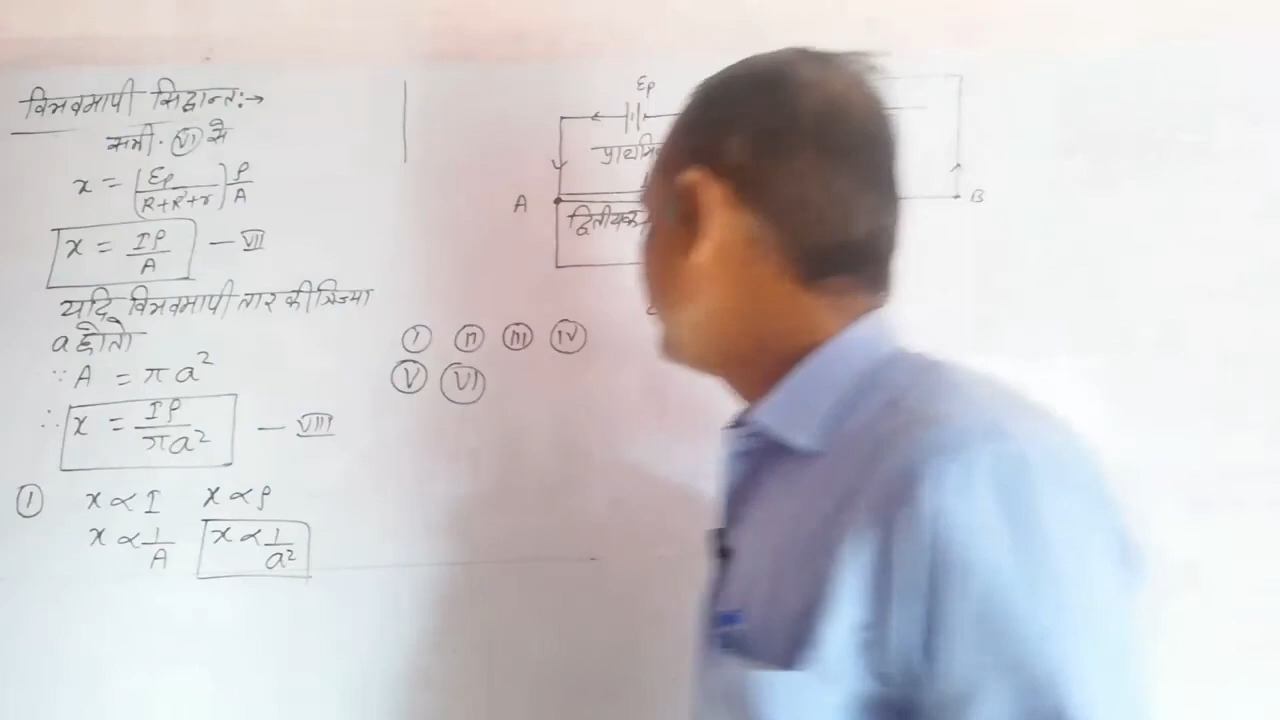 विभवमापी सिद्धान्त:→
समी. (VI) से
x = (Ep/(R+R+r)) ρ/A
x = Iρ/A — VII
यदि विभवमापी तार की त्रिज्या
a हो तो
∵ A = πa²
∴ x = Iρ/πa² — VIII
① x ∝ I x ∝ ρ
x ∝ 1/A x ∝ 1/a²
Ep
A
B
द्वितीयक
I II III IV
V VI